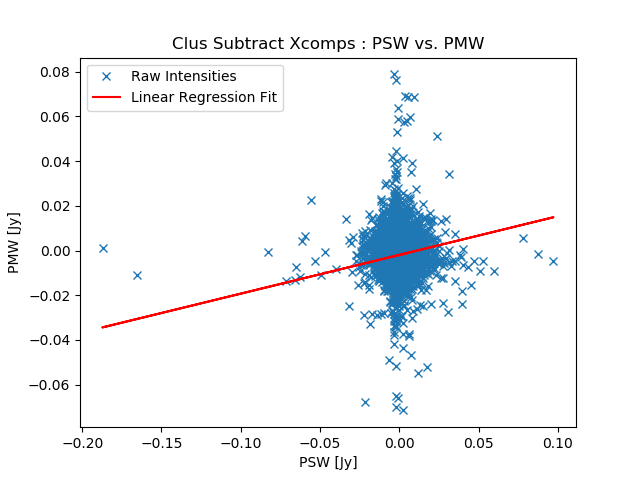 Clus Subtract Xcomps : PSW vs. PMW
Raw Intensities
Linear Regression Fit
0.08
0.06
0.04
0.02
0.00
−0.02
−0.04
−0.06
PMW [Jy]
−0.20 −0.15 −0.10 −0.05 0.00 0.05 0.10
PSW [Jy]